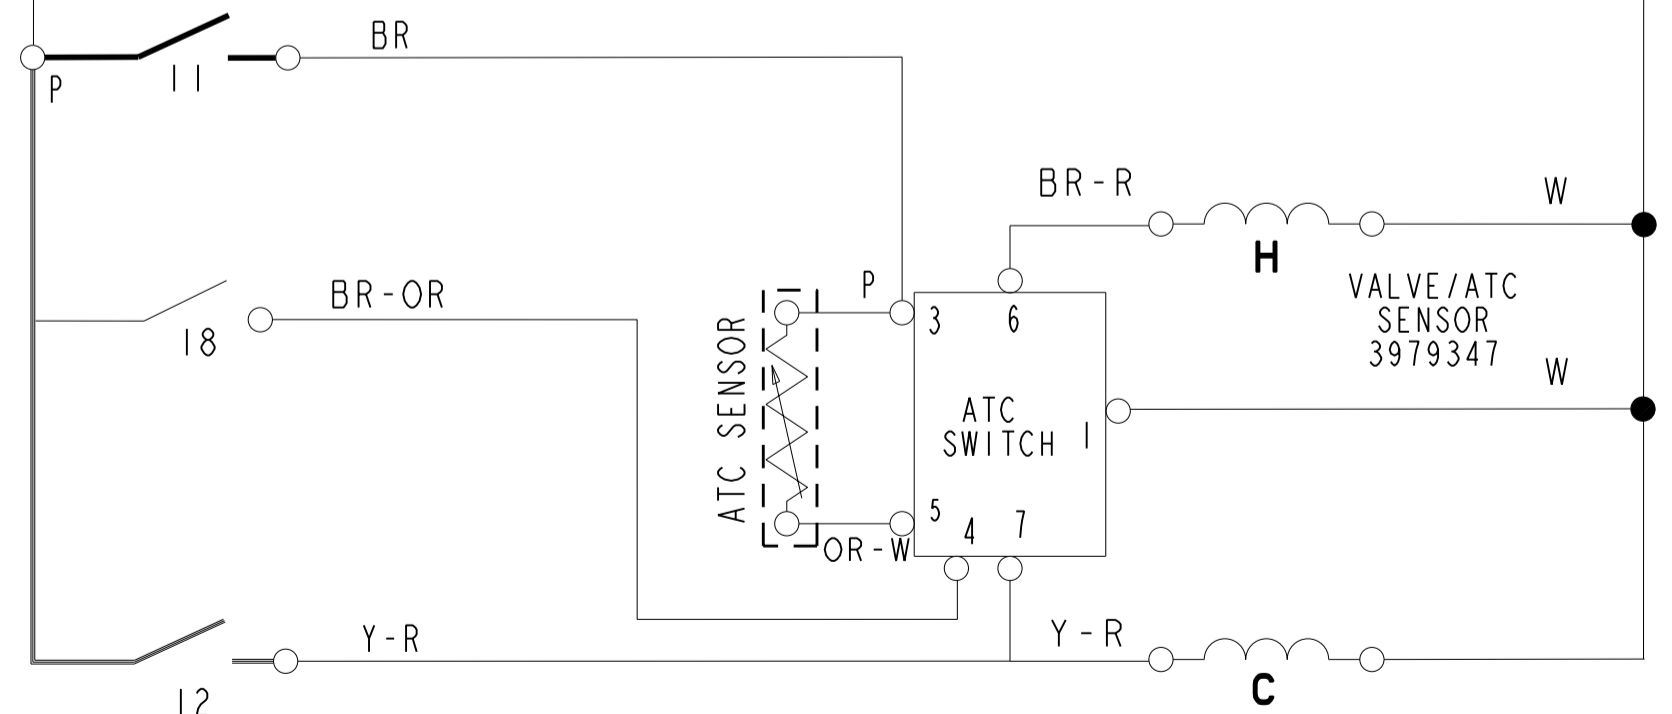 BR
P
11
BR-R
W
H
BR-OR
P
VALVE/ATC
SENSOR
3979347
18
3
6
ATC SENSOR
W
ATC
SWITCH
1
5
4
7
OR-W
Y-R
Y-R
12
C